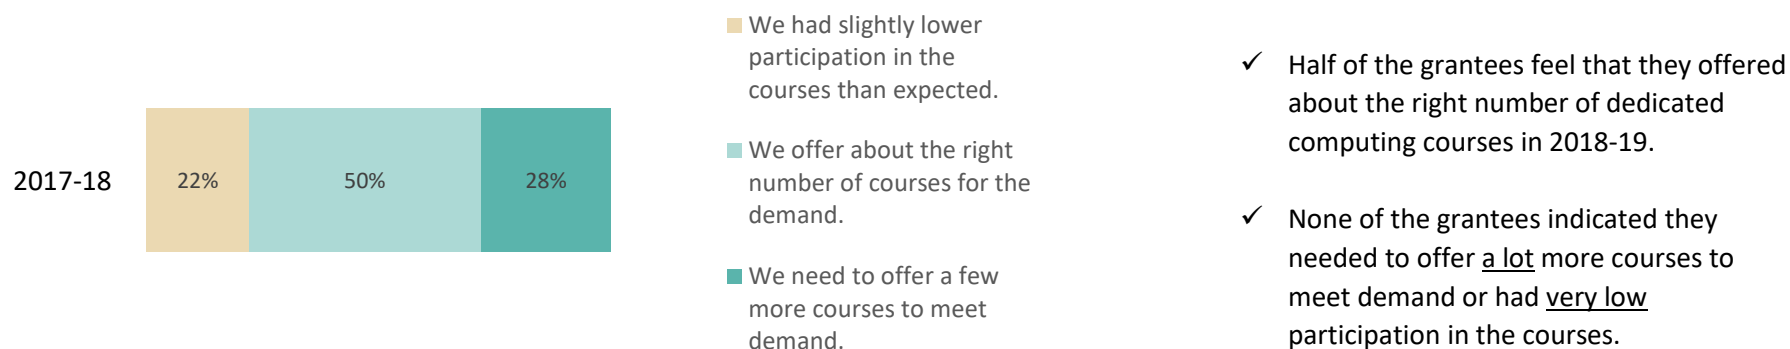 2017-18
22%
50%
28%
We had slightly lower
participation in the
courses than expected.
We offer about the right
number of courses for the
demand.
We need to offer a few
more courses to meet
demand.
✓ Half of the grantees feel that they offered
about the right number of dedicated
computing courses in 2018-19.
✓ None of the grantees indicated they
needed to offer a lot more courses to
meet demand or had very low
participation in the courses.